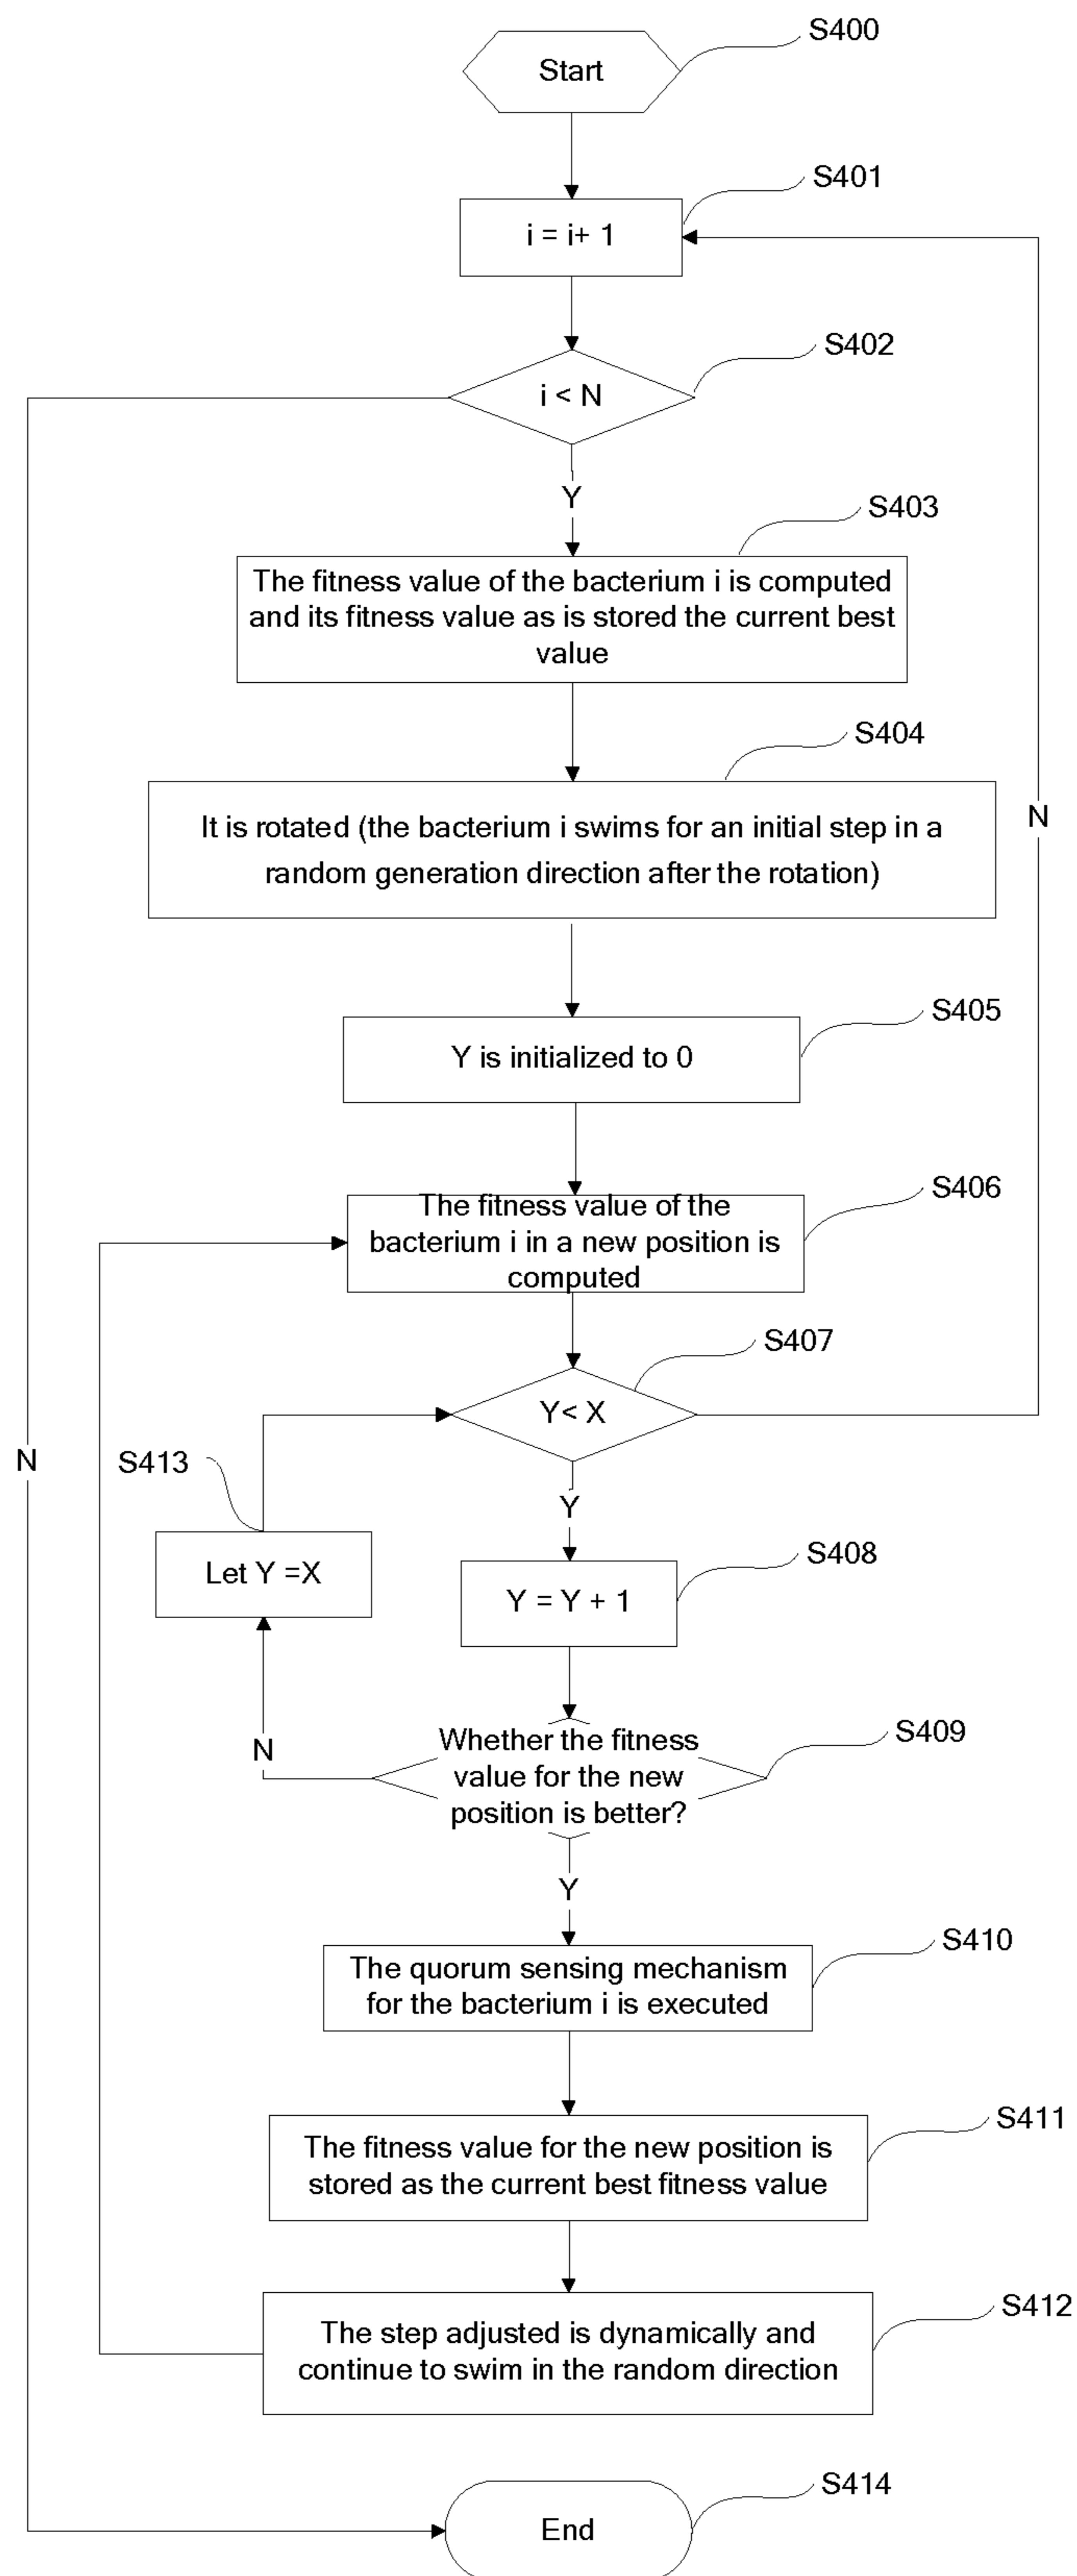 S400
Start
S401
i = i+ 1
S402
i < N
Y
S403
The fitness value of the bacterium i is computed
and its fitness value as is stored the current best
value
S404
It is rotated (the bacterium i swims for an initial step in a
random generation direction after the rotation)
N
S405
Y is initialized to 0
S406
The fitness value of the
bacterium i in a new position is
computed
S407
Y< X
N
S413
Y
Let Y =X
S408
Y = Y + 1
S409
Whether the fitness
value for the new
position is better?
N
Y
S410
The quorum sensing mechanism
for the bacterium i is executed
S411
The fitness value for the new position is
stored as the current best fitness value
S412
The step adjusted is dynamically and
continue to swim in the random direction
S414
End